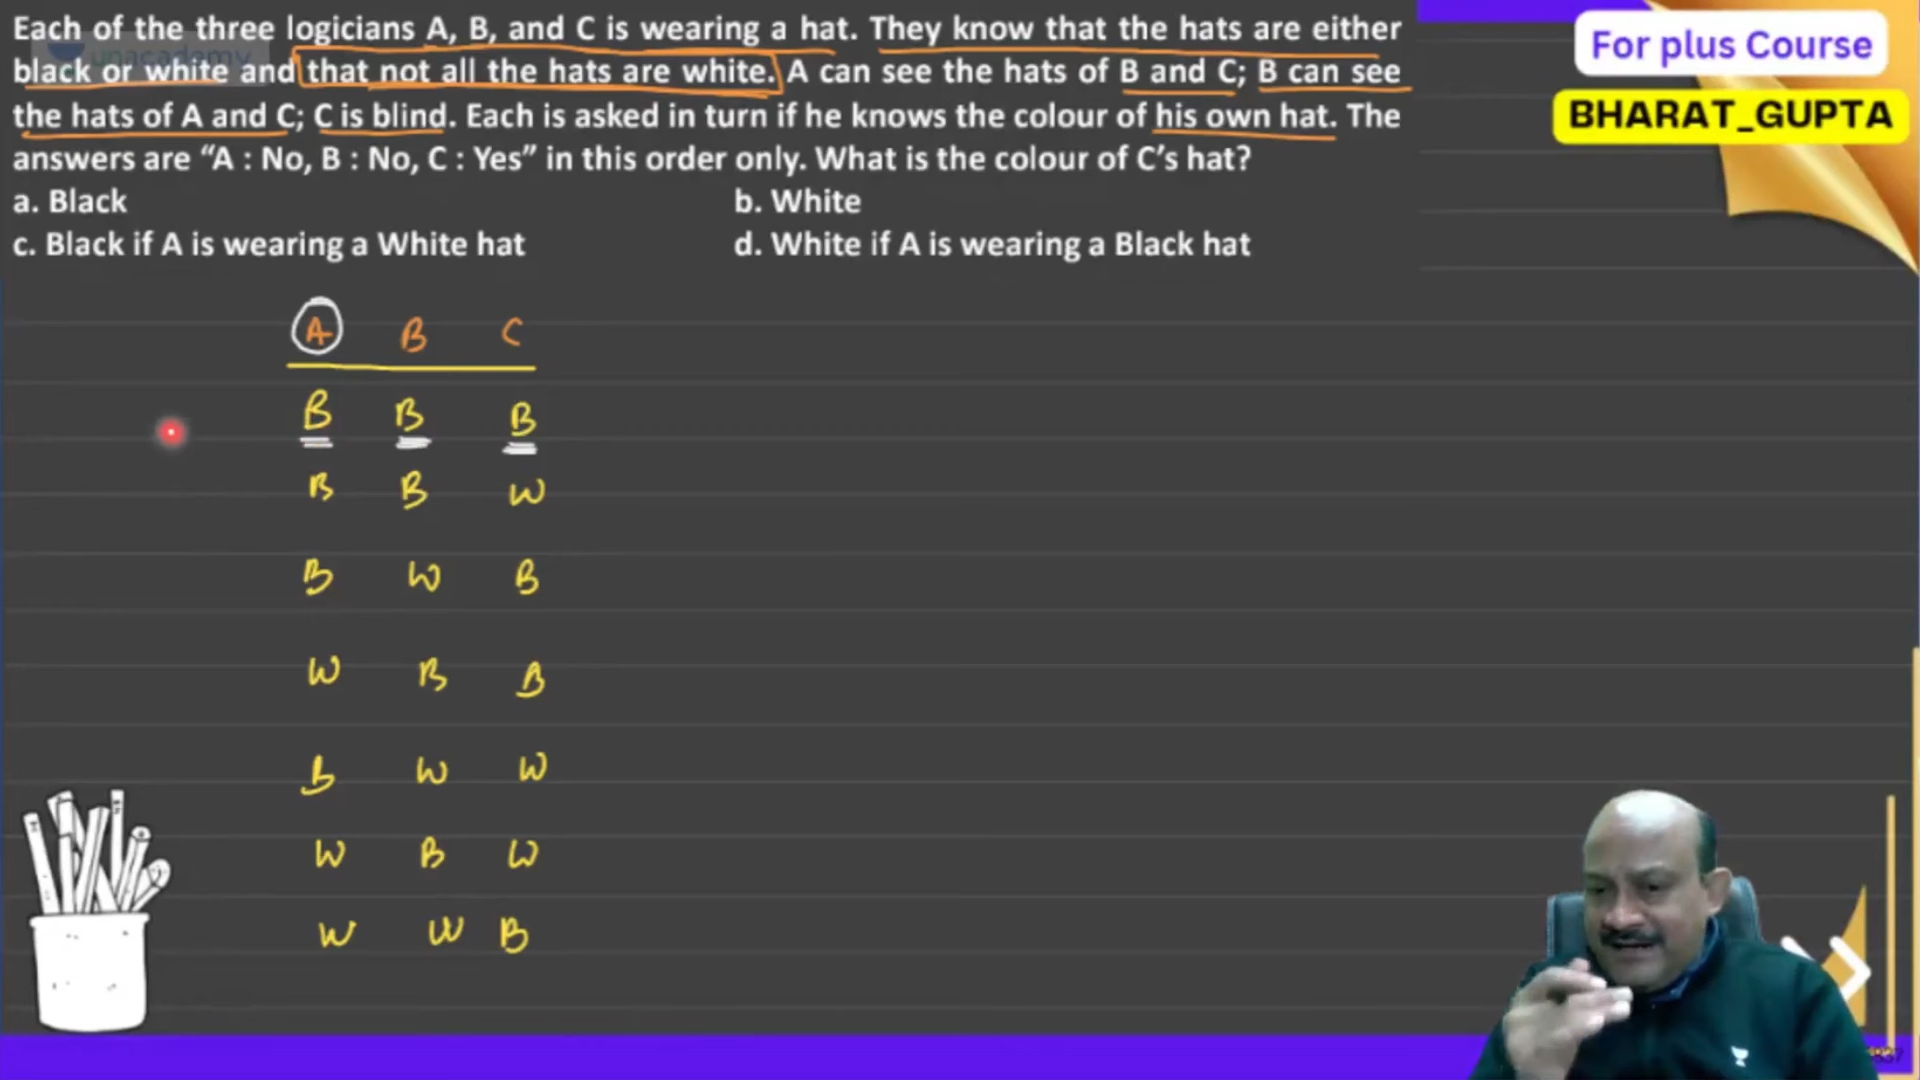 Each of the three logicians A, B, and C is wearing a hat. They know that the hats are either
black or white and that not all the hats are white. A can see the hats of B and C; B can see
the hats of A and C; C is blind. Each is asked in turn if he knows the colour of his own hat. The
answers are “A : No, B : No, C : Yes” in this order only. What is the colour of C’s hat?
a. Black b. White
c. Black if A is wearing a White hat d. White if A is wearing a Black hat
For plus Course
BHARAT_GUPTA
unacademy
A B C
B B B
B B W
B W B
W B B
B W W
W B W
W W B